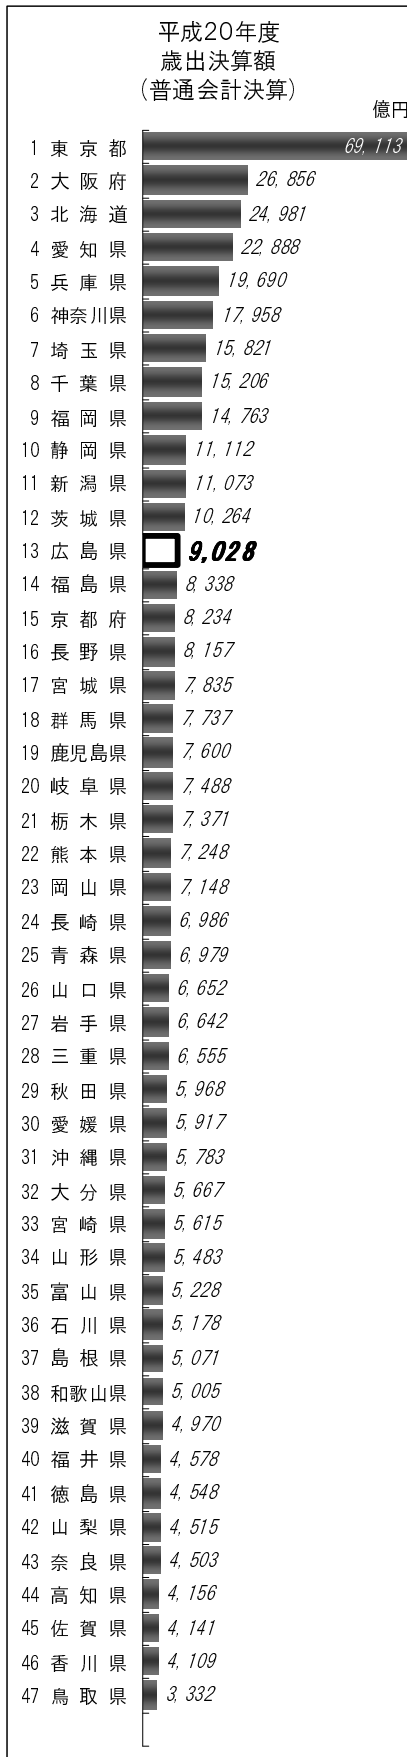 平成20年度
歳出決算額
(普通会計決算)
億円
1 東京都 69,113
2 大阪府 26,856
3 北海道 24,981
4 愛知県 22,888
5 兵庫県 19,690
6 神奈川県 17,958
7 埼玉県 15,821
8 千葉県 15,206
9 福岡県 14,763
10 静岡県 11,112
11 新潟県 11,073
12 茨城県 10,264
13 広島県 9,028
14 福島県 8,338
15 京都府 8,234
16 長野県 8,157
17 宮城県 7,835
18 群馬県 7,737
19 鹿児島県 7,600
20 岐阜県 7,488
21 栃木県 7,371
22 熊本県 7,248
23 岡山県 7,148
24 長崎県 6,986
25 青森県 6,979
26 山口県 6,652
27 岩手県 6,642
28 三重県 6,555
29 秋田県 5,968
30 愛媛県 5,917
31 沖縄県 5,783
32 大分県 5,667
33 宮崎県 5,615
34 山形県 5,483
35 富山県 5,228
36 石川県 5,178
37 島根県 5,071
38 和歌山県 5,005
39 滋賀県 4,970
40 福井県 4,578
41 徳島県 4,548
42 山梨県 4,515
43 奈良県 4,503
44 高知県 4,156
45 佐賀県 4,141
46 香川県 4,109
47 鳥取県 3,332